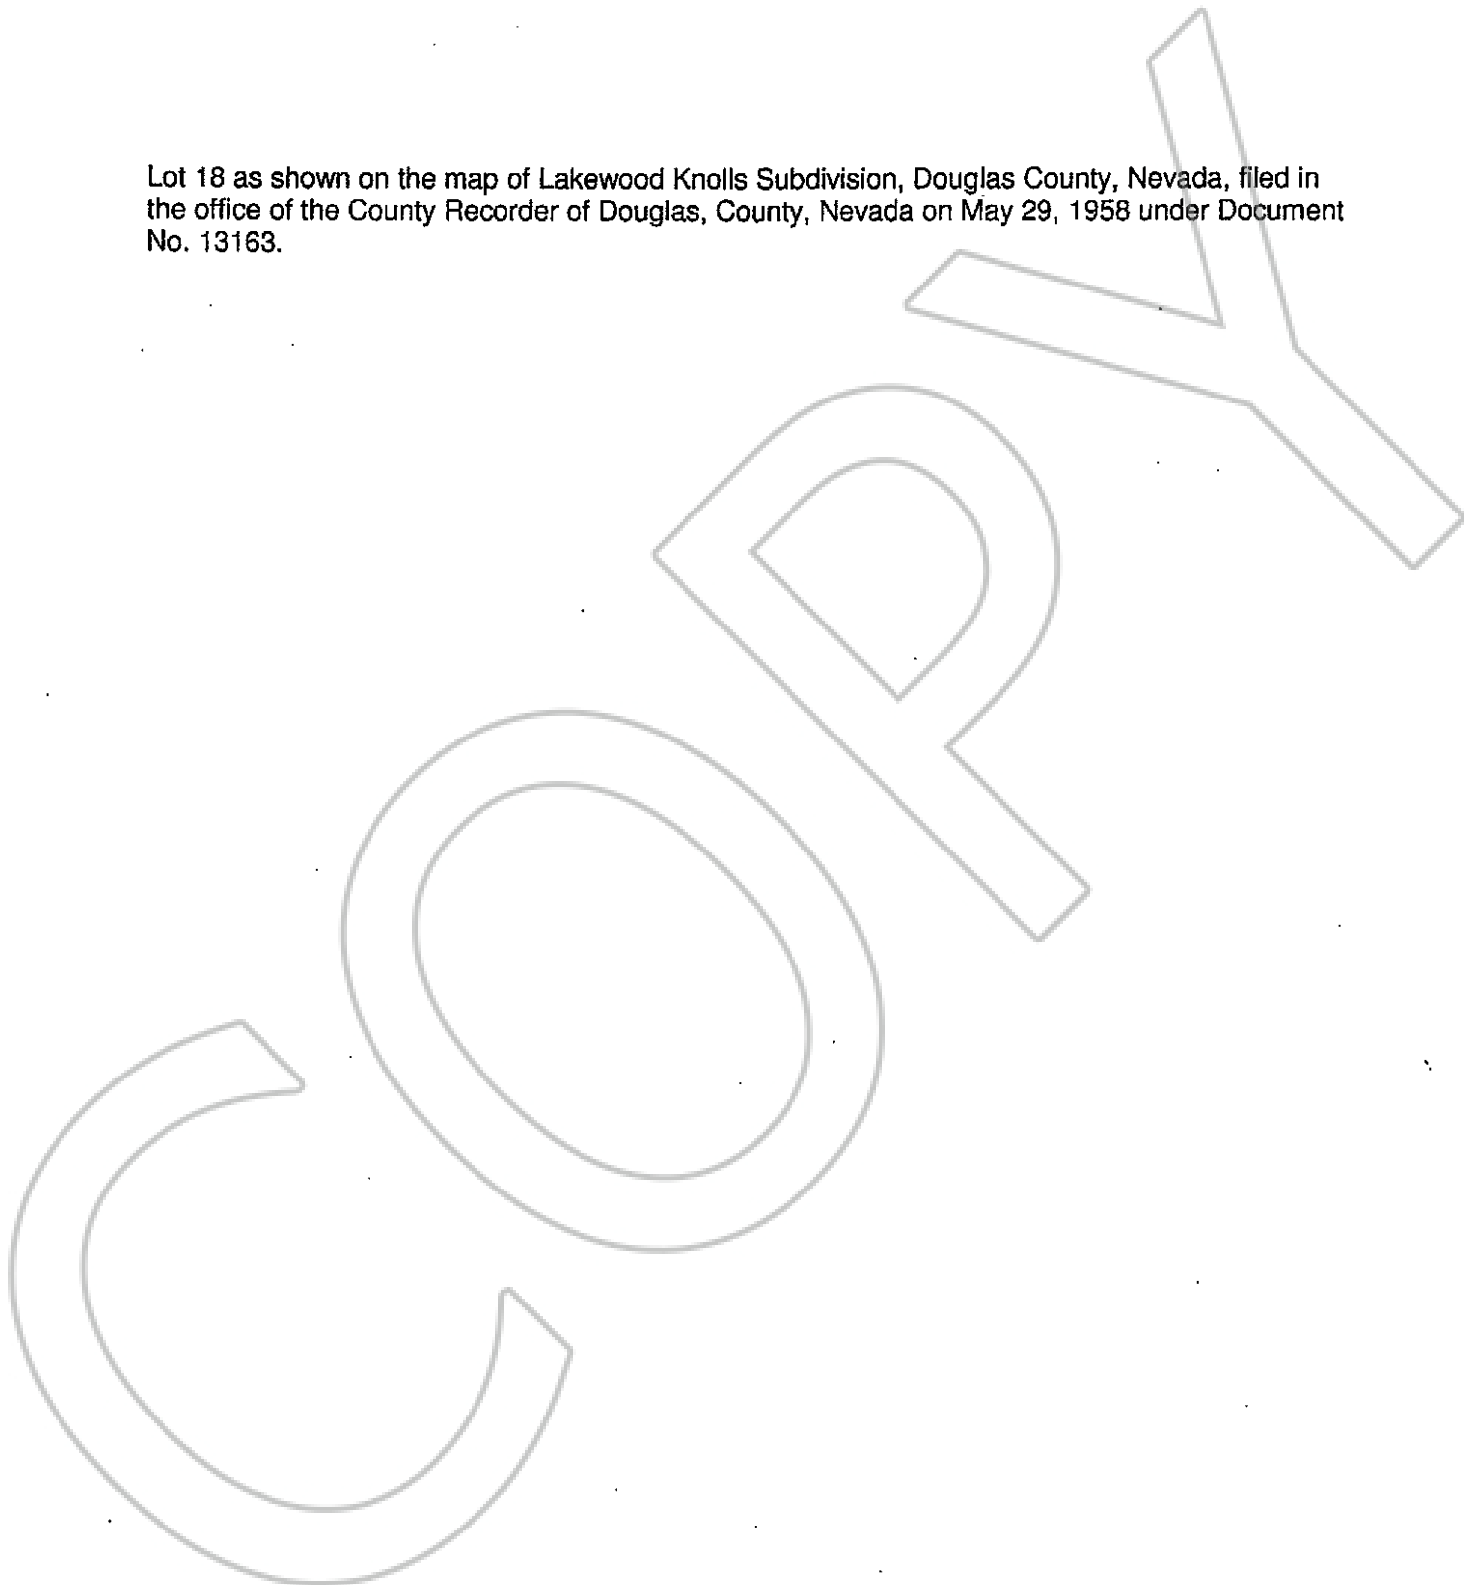 Lot 18 as shown on the map of Lakewood Knolls Subdivision, Douglas County, Nevada, filed in
the office of the County Recorder of Douglas, County, Nevada on May 29, 1958 under Document
No. 13163.
COPY